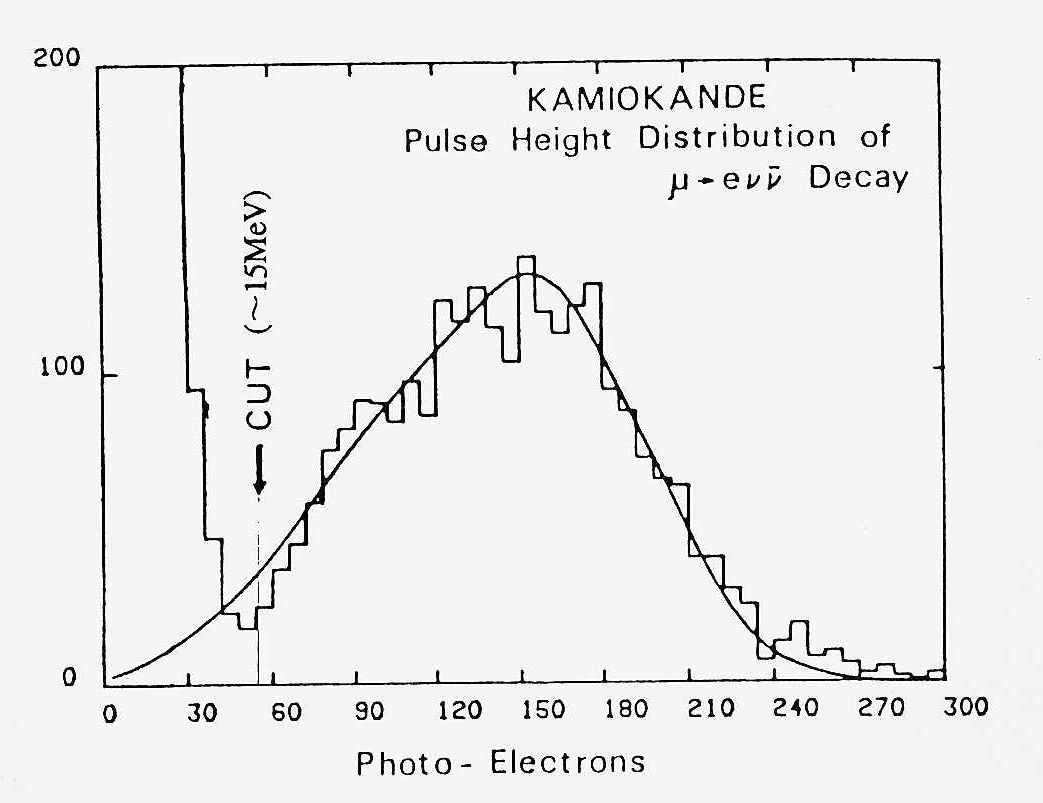 200
KAMIOKANDE
Pulse Height Distribution of
μ→eνν̄ Decay
CUT (~15MeV)
100
0
0 30 60 90 120 150 180 210 240 270 300
Photo-Electrons